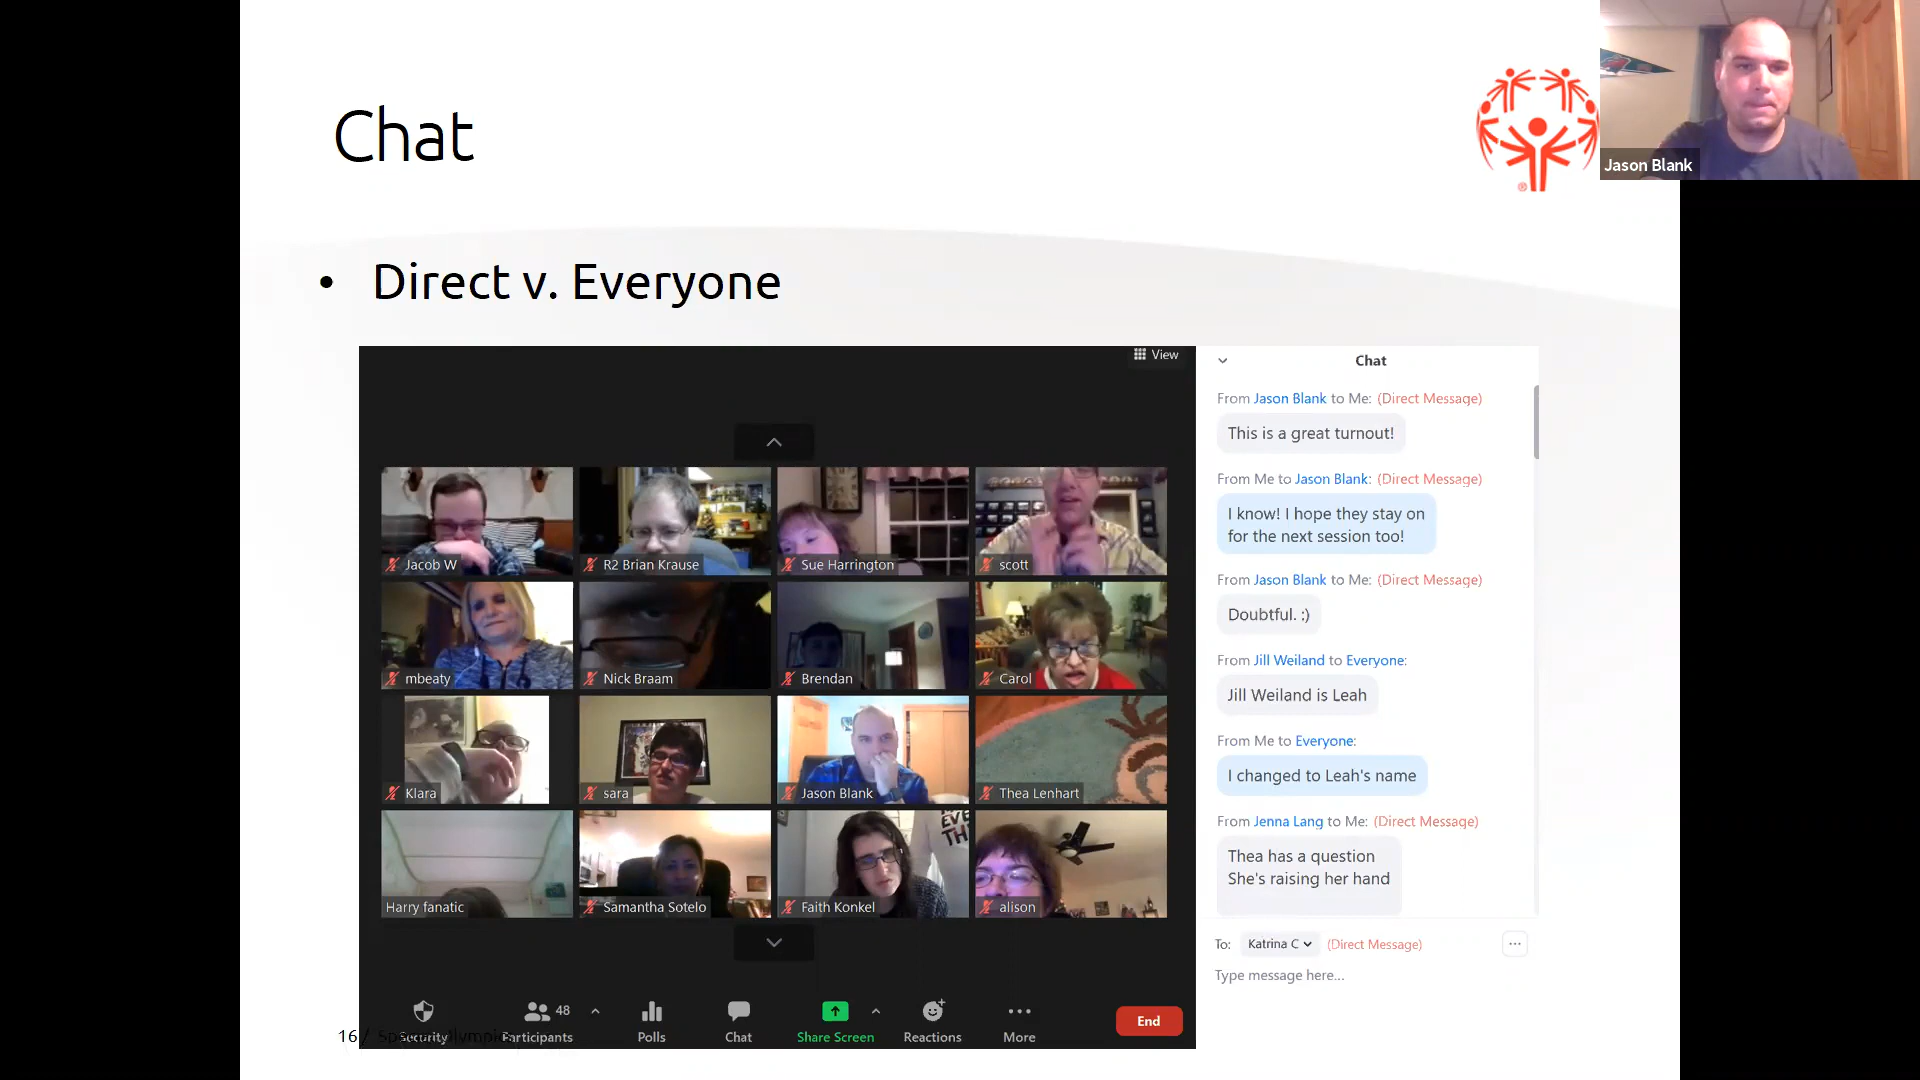 Chat
Jason Blank
• Direct v. Everyone
View
Jacob W
R2 Brian Krause
Sue Harrington
scott
mbeaty
Nick Braam
Brendan
Carol
Klara
sara
Jason Blank
Thea Lenhart
Harry fanatic
Samantha Sotelo
Faith Konkel
alison
Security
48
Participants
Polls
Chat
Share Screen
Reactions
More
End
Chat
From Jason Blank to Me: (Direct Message)
This is a great turnout!
From Me to Jason Blank: (Direct Message)
I know! I hope they stay on
for the next session too!
From Jason Blank to Me: (Direct Message)
Doubtful. :)
From Jill Weiland to Everyone:
Jill Weiland is Leah
From Me to Everyone:
I changed to Leah's name
From Jenna Lang to Me: (Direct Message)
Thea has a question
She's raising her hand
To: Katrina C (Direct Message)
Type message here...
16 /